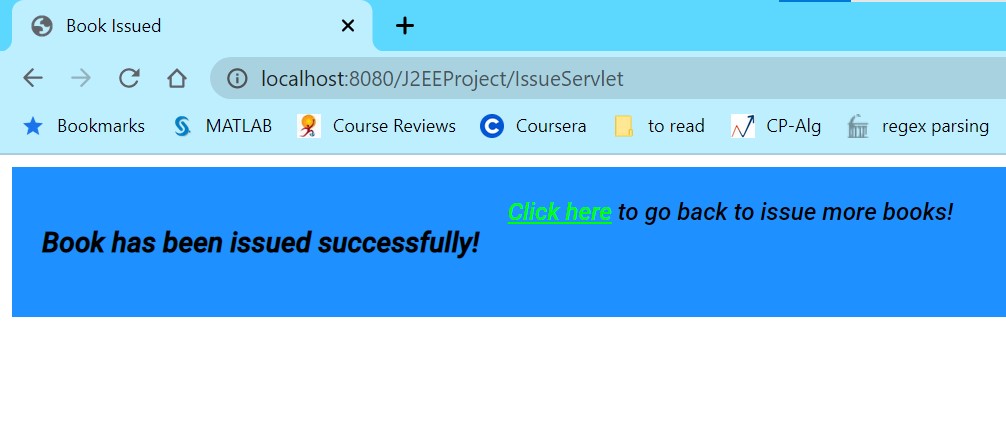 Book Issued
localhost:8080/J2EEProject/IssueServlet
Bookmarks MATLAB Course Reviews Coursera to read CP-Alg regex parsing
Click here to go back to issue more books!
Book has been issued successfully!